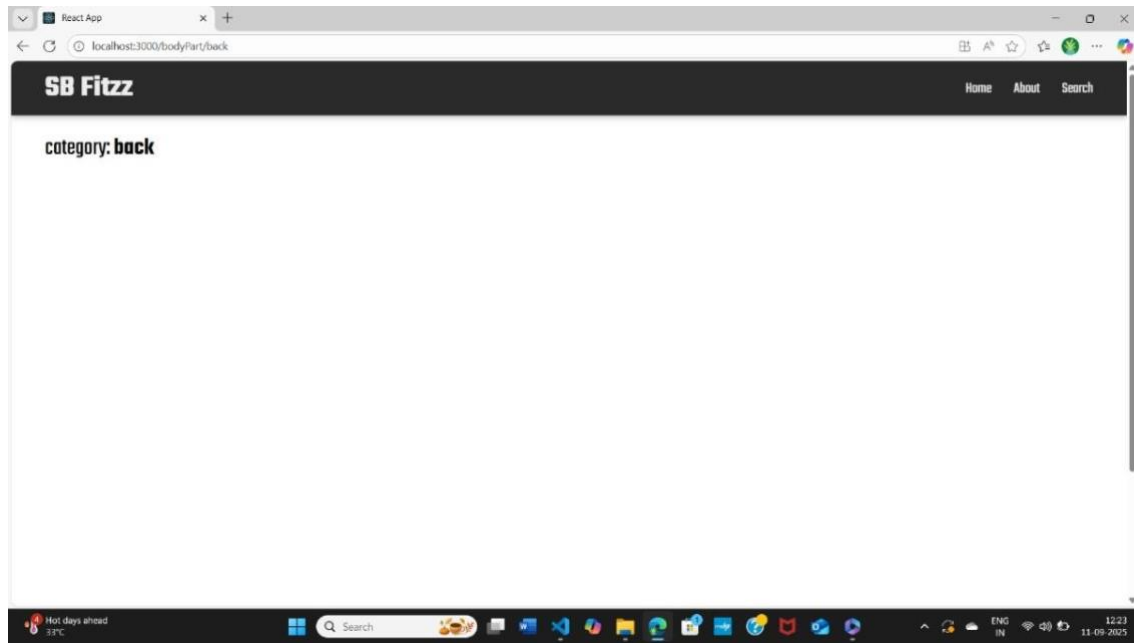 React App
localhost:3000/bodyPart/back
SB Fitzz
Home About Search
category: back
Hot days ahead
33°C
Search
ENG
IN
12:23
11-09-2025